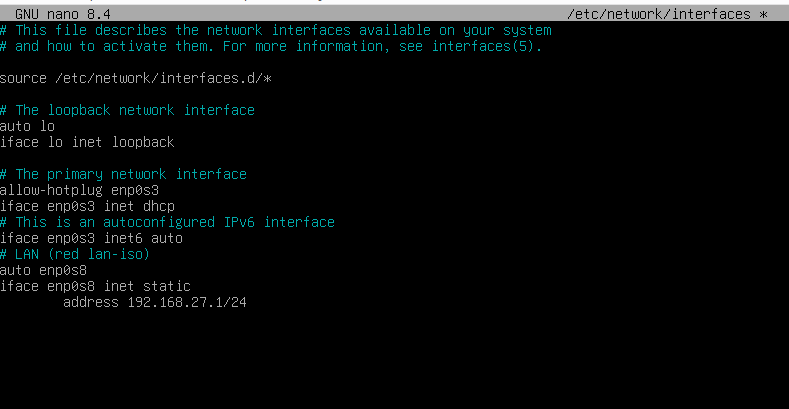 GNU nano 8.4 /etc/network/interfaces *
# This file describes the network interfaces available on your system
# and how to activate them. For more information, see interfaces(5).
source /etc/network/interfaces.d/*
# The loopback network interface
auto lo
iface lo inet loopback
# The primary network interface
allow-hotplug enp0s3
iface enp0s3 inet dhcp
# This is an autoconfigured IPv6 interface
iface enp0s3 inet6 auto
# LAN (red lan-iso)
auto enp0s8
iface enp0s8 inet static
address 192.168.27.1/24